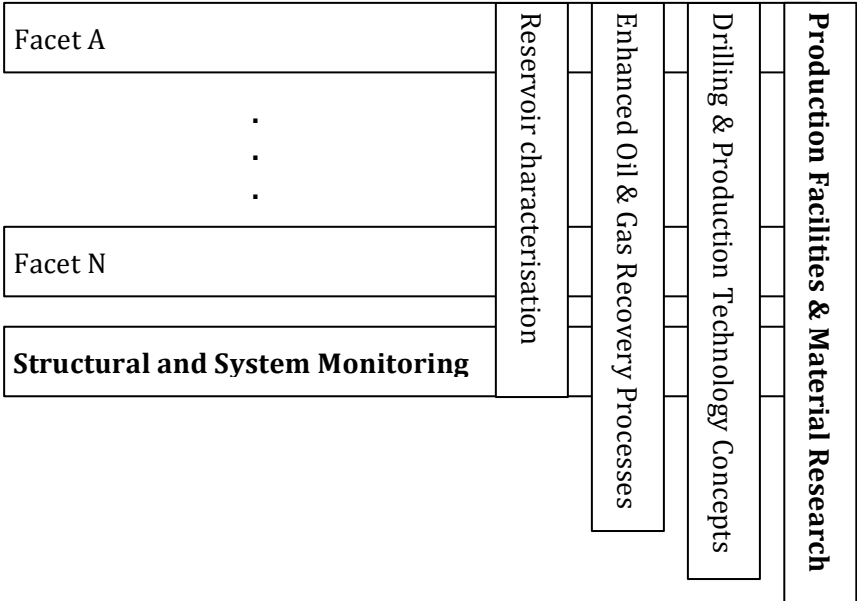 Facet A
.
.
.
Facet N
Structural and System Monitoring
Reservoir characterisation
Enhanced Oil & Gas Recovery Processes
Drilling & Production Technology Concepts
Production Facilities & Material Research